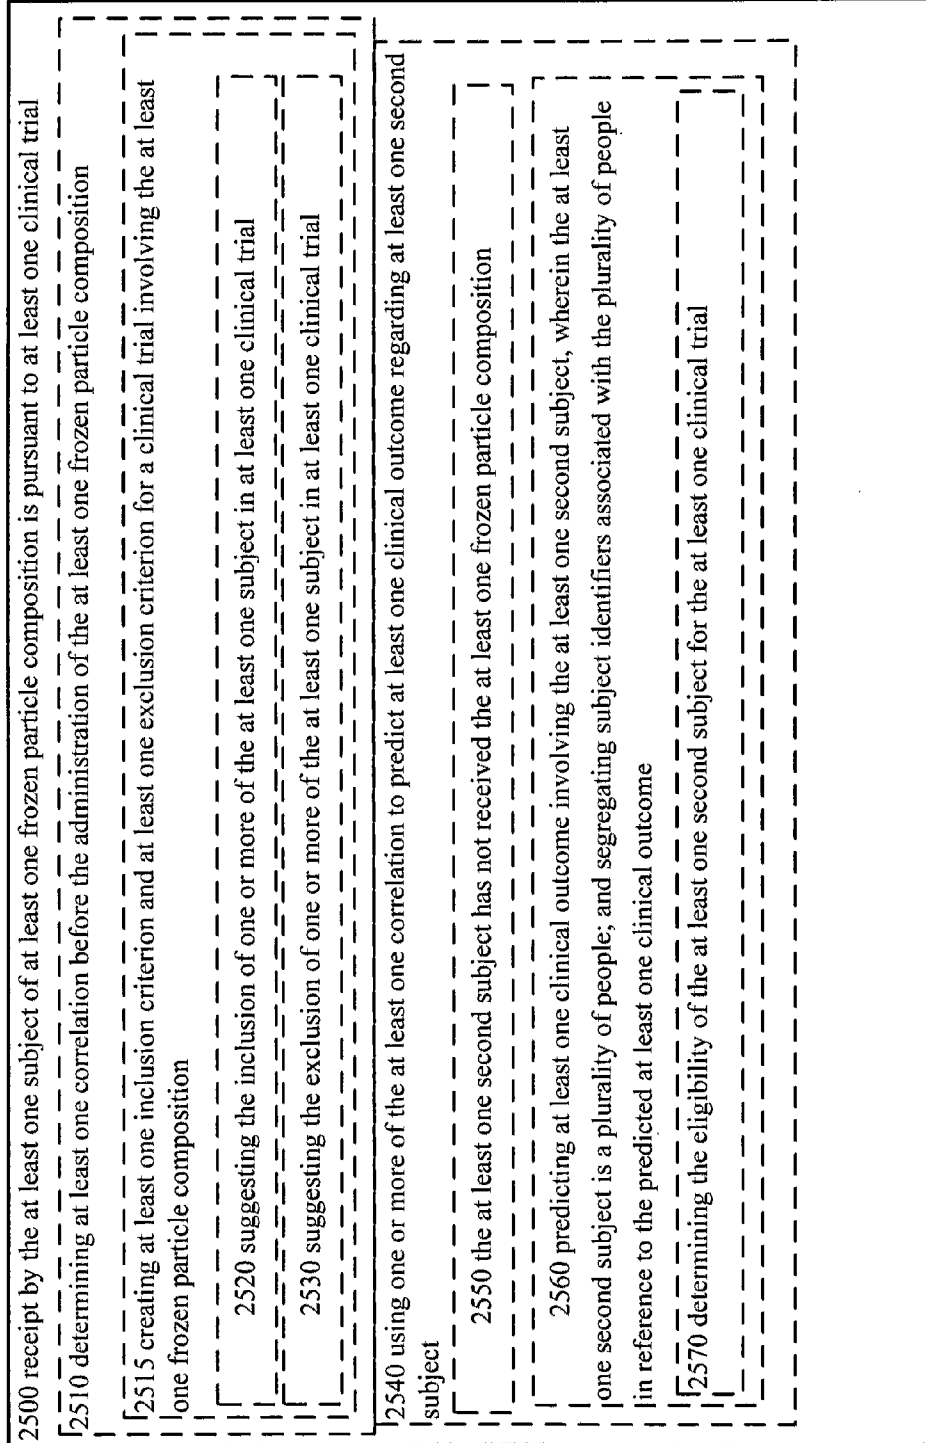 2500 receipt by the at least one subject of at least one frozen particle composition is pursuant to at least one clinical trial
2510 determining at least one correlation before the administration of the at least one frozen particle composition
2515 creating at least one inclusion criterion and at least one exclusion criterion for a clinical trial involving the at least
one frozen particle composition
2520 suggesting the inclusion of one or more of the at least one subject in at least one clinical trial
2530 suggesting the exclusion of one or more of the at least one subject in at least one clinical trial
2540 using one or more of the at least one correlation to predict at least one clinical outcome regarding at least one second
subject
2550 the at least one second subject has not received the at least one frozen particle composition
2560 predicting at least one clinical outcome involving the at least one second subject, wherein the at least
one second subject is a plurality of people; and segregating subject identifiers associated with the plurality of people
in reference to the predicted at least one clinical outcome
2570 determining the eligibility of the at least one second subject for the at least one clinical trial